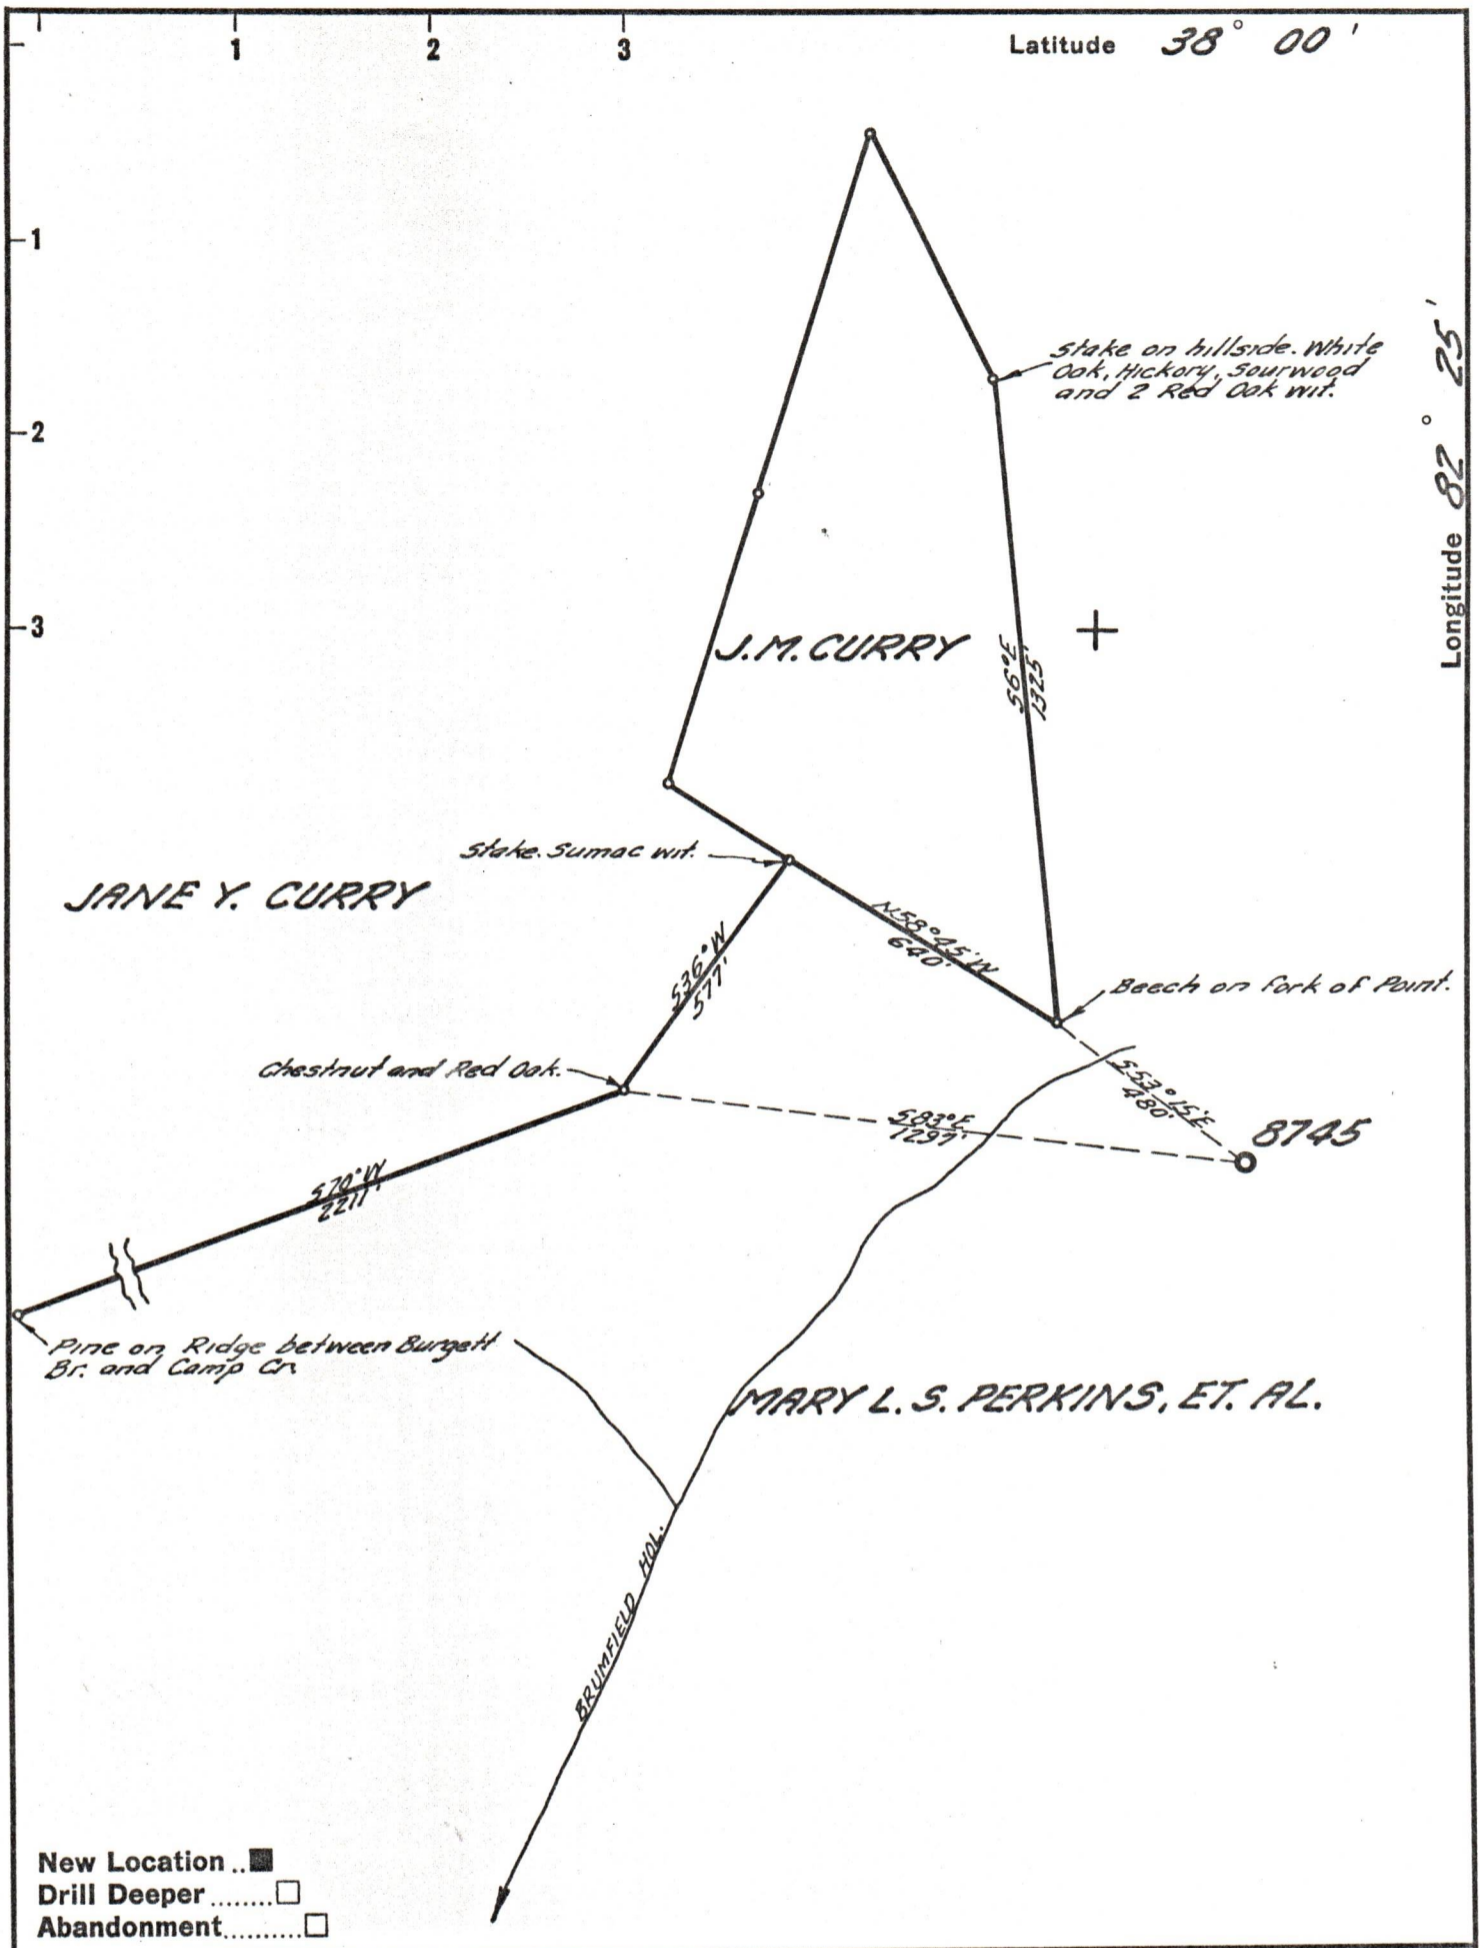 1 2 3 Latitude 38° 00'
1
2
3
Longitude 82° 25'
Stake on hillside. White
Oak, Hickory, Sourwood
and 2 Red Oak wit.
J.M. CURRY
S6°E
1325'
Stake. Sumac wit.
JANE Y. CURRY
N58°45'W
640'
S36°W
577'
Beech on Fork of Point.
Chestnut and Red Oak.
S53°15'E
480'
S83°E
1297'
8745
S70°W
2211'
Pine on Ridge between Burgett
Br. and Camp Cr.
MARY L. S. PERKINS, ET. AL.
BRUMFIELD HOL.
New Location ..■
Drill Deeper ........□
Abandonment..........□